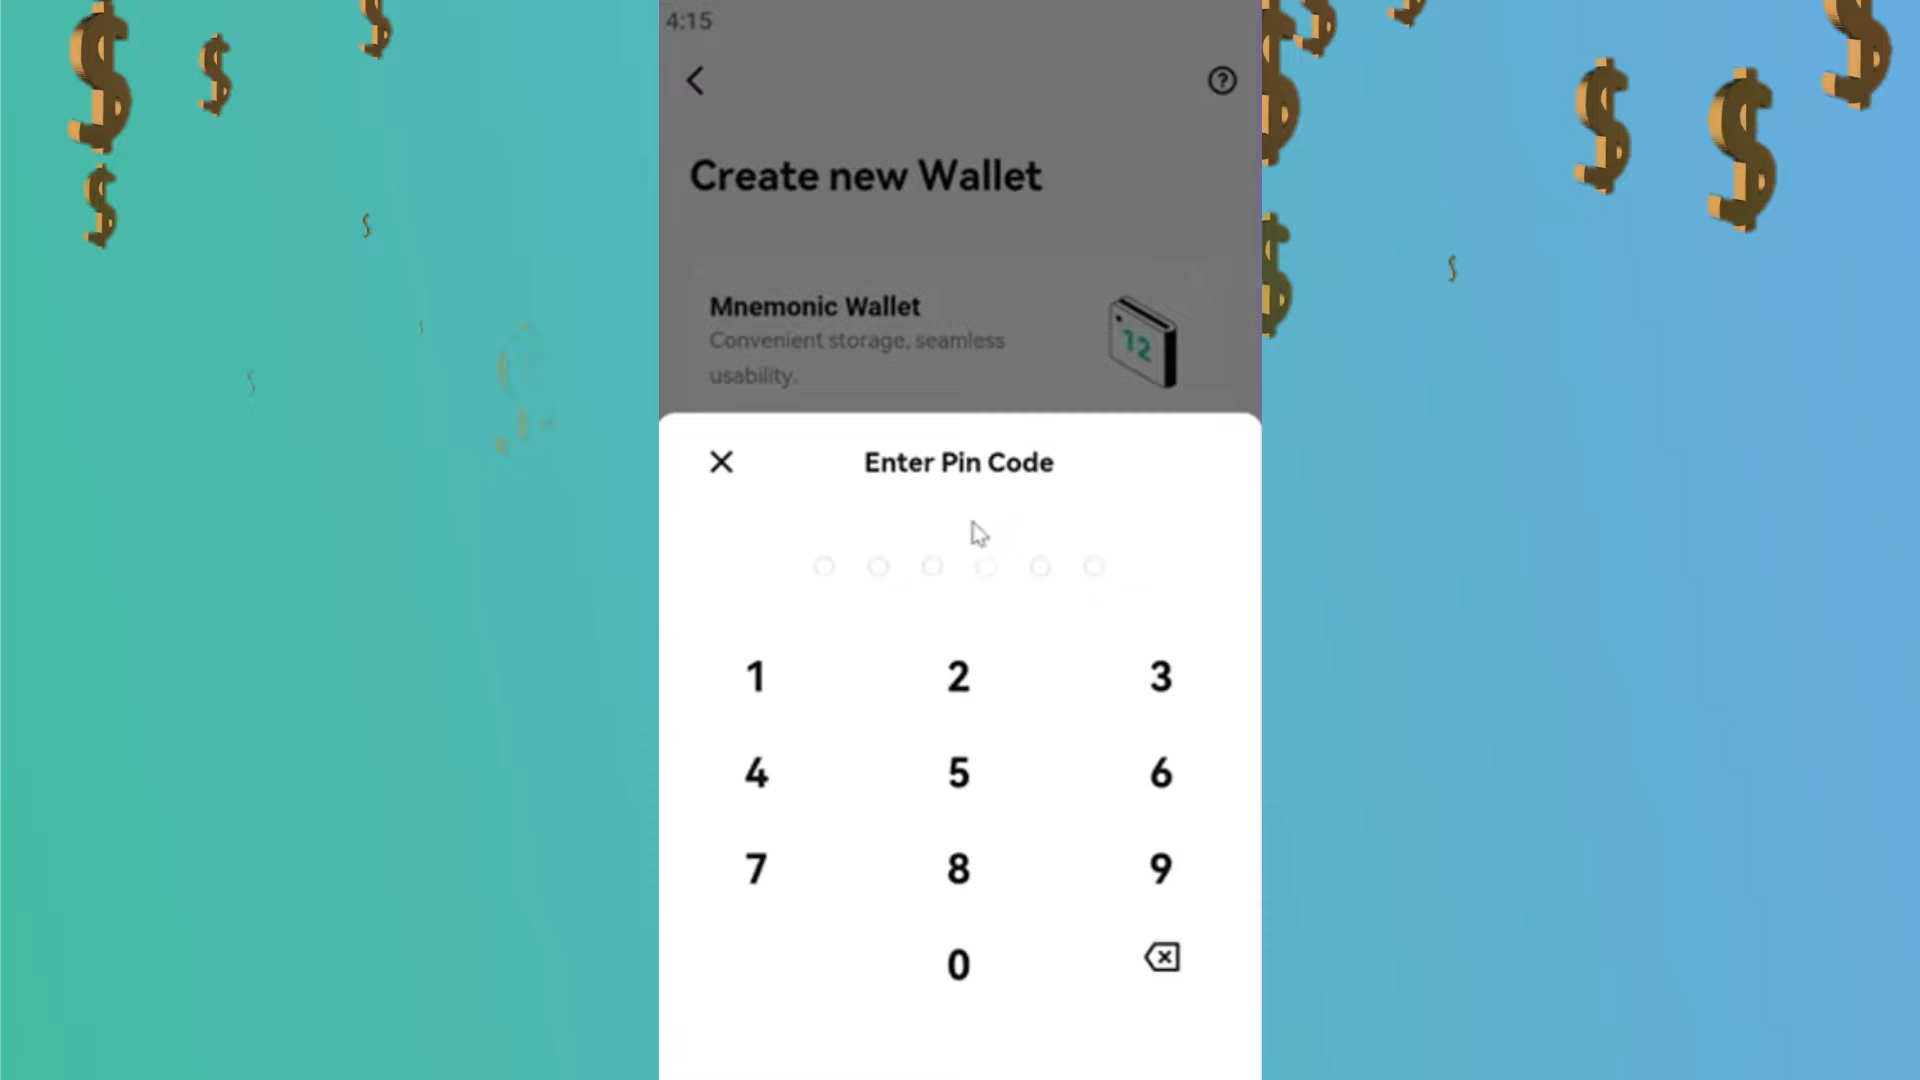 4:15
Create new Wallet
Mnemonic Wallet
Convenient storage, seamless
usability.
12
Enter Pin Code
1 2 3
4 5 6
7 8 9
0